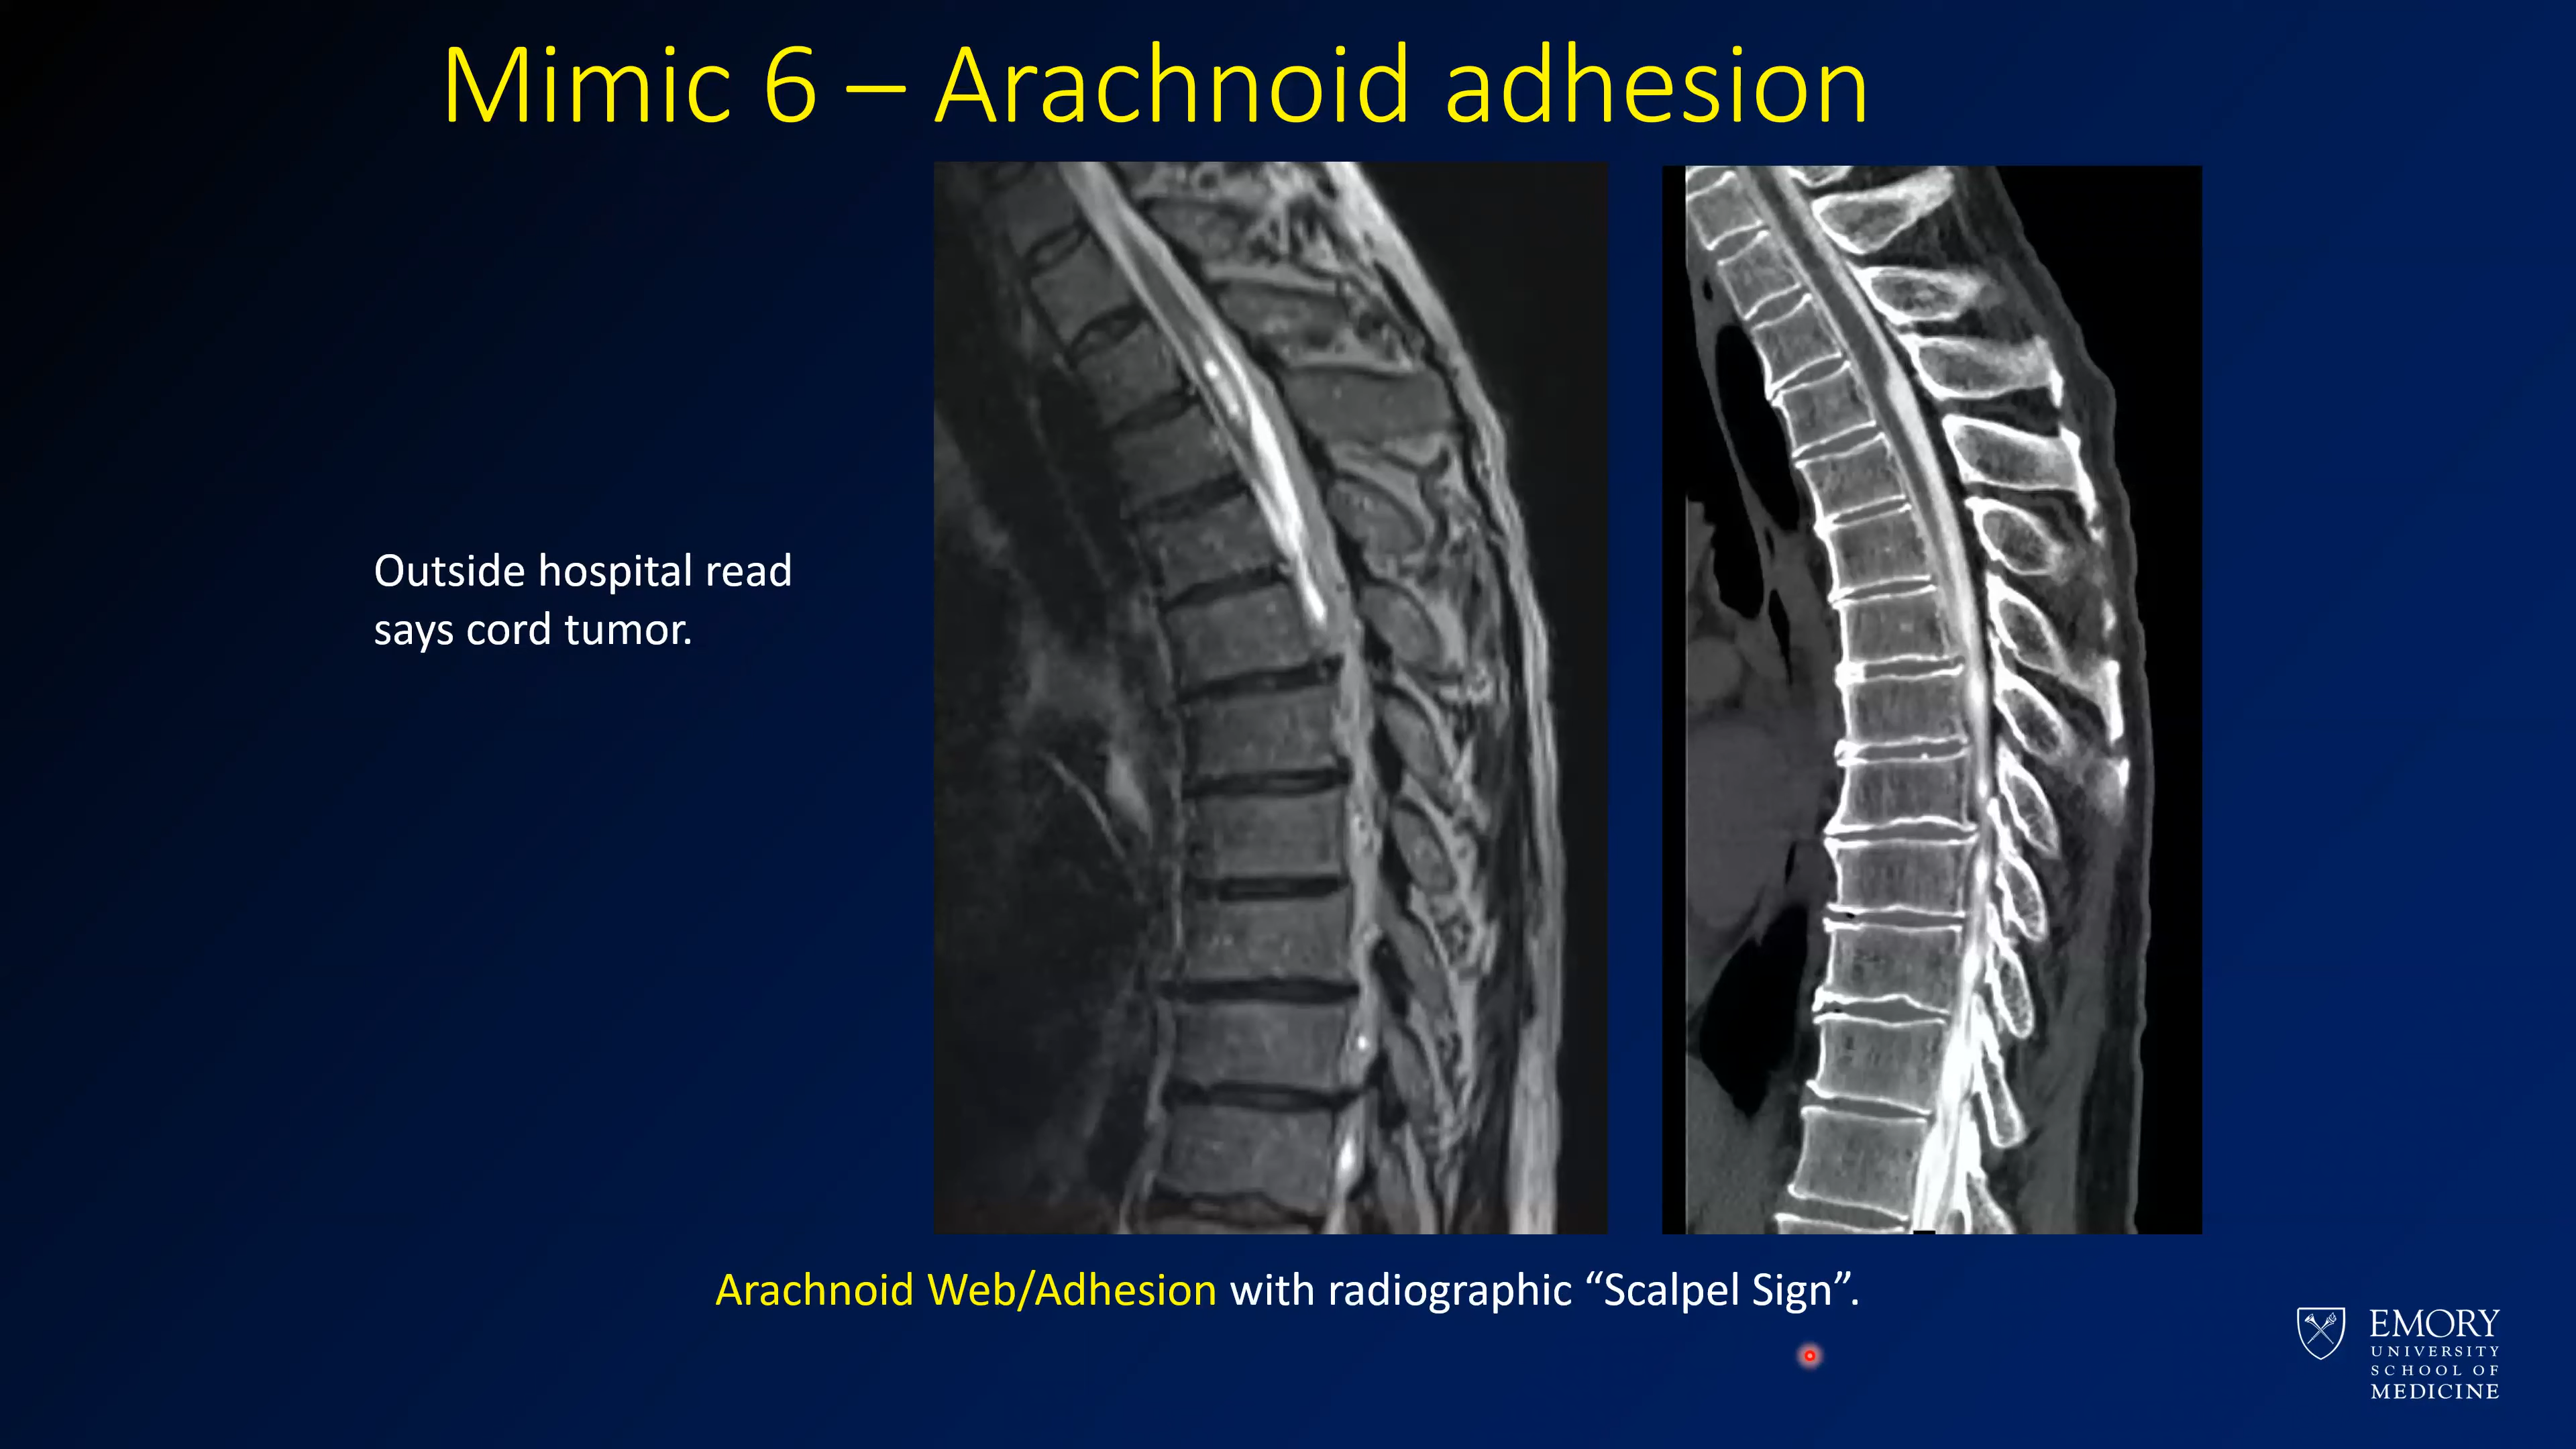 Mimic 6 – Arachnoid adhesion
Outside hospital read
says cord tumor.
Arachnoid Web/Adhesion with radiographic “Scalpel Sign”.
EMORY
UNIVERSITY
SCHOOL OF
MEDICINE